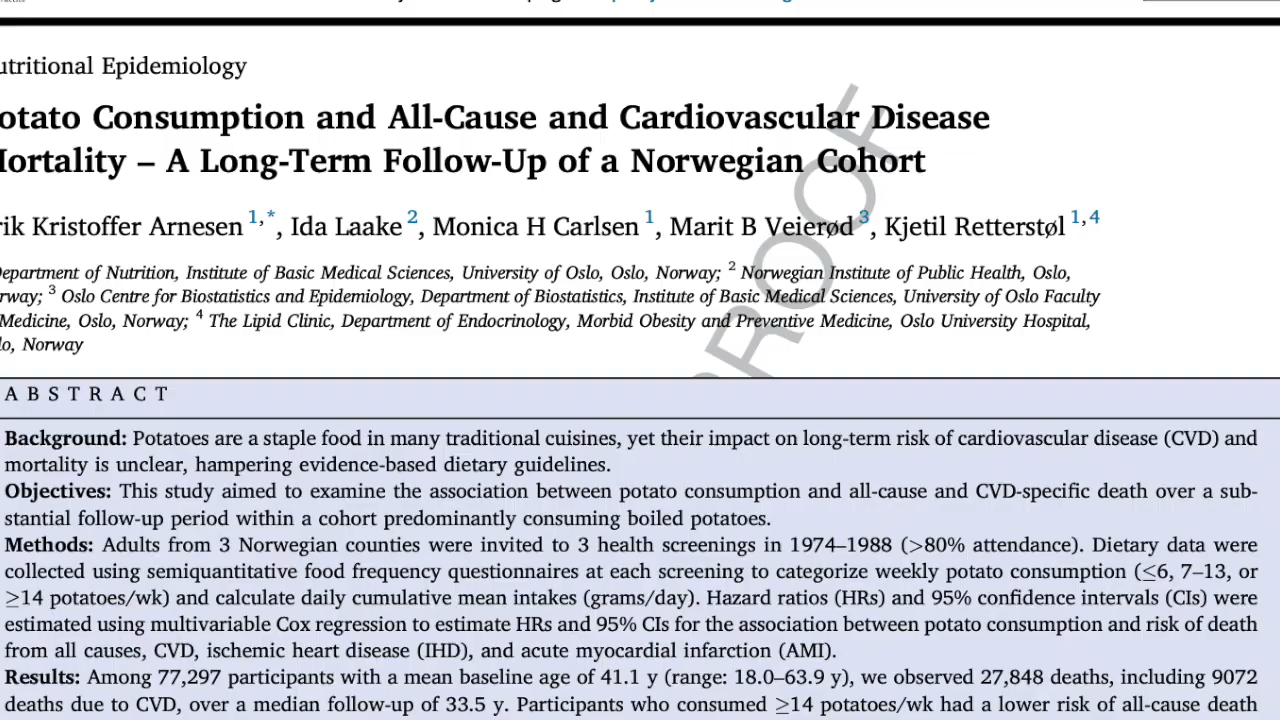 utritional Epidemiology
otato Consumption and All-Cause and Cardiovascular Disease
Mortality – A Long-Term Follow-Up of a Norwegian Cohort
rik Kristoffer Arnesen 1,*, Ida Laake 2, Monica H Carlsen 1, Marit B Veierød 3, Kjetil Retterstøl 1,4
Department of Nutrition, Institute of Basic Medical Sciences, University of Oslo, Oslo, Norway; 2 Norwegian Institute of Public Health, Oslo,
rway; 3 Oslo Centre for Biostatistics and Epidemiology, Department of Biostatistics, Institute of Basic Medical Sciences, University of Oslo Faculty
Medicine, Oslo, Norway; 4 The Lipid Clinic, Department of Endocrinology, Morbid Obesity and Preventive Medicine, Oslo University Hospital,
lo, Norway
PROOF
ABSTRACT
Background: Potatoes are a staple food in many traditional cuisines, yet their impact on long-term risk of cardiovascular disease (CVD) and
mortality is unclear, hampering evidence-based dietary guidelines.
Objectives: This study aimed to examine the association between potato consumption and all-cause and CVD-specific death over a sub-
stantial follow-up period within a cohort predominantly consuming boiled potatoes.
Methods: Adults from 3 Norwegian counties were invited to 3 health screenings in 1974–1988 (>80% attendance). Dietary data were
collected using semiquantitative food frequency questionnaires at each screening to categorize weekly potato consumption (≤6, 7–13, or
≥14 potatoes/wk) and calculate daily cumulative mean intakes (grams/day). Hazard ratios (HRs) and 95% confidence intervals (CIs) were
estimated using multivariable Cox regression to estimate HRs and 95% CIs for the association between potato consumption and risk of death
from all causes, CVD, ischemic heart disease (IHD), and acute myocardial infarction (AMI).
Results: Among 77,297 participants with a mean baseline age of 41.1 y (range: 18.0–63.9 y), we observed 27,848 deaths, including 9072
deaths due to CVD, over a median follow-up of 33.5 y. Participants who consumed ≥14 potatoes/wk had a lower risk of all-cause death